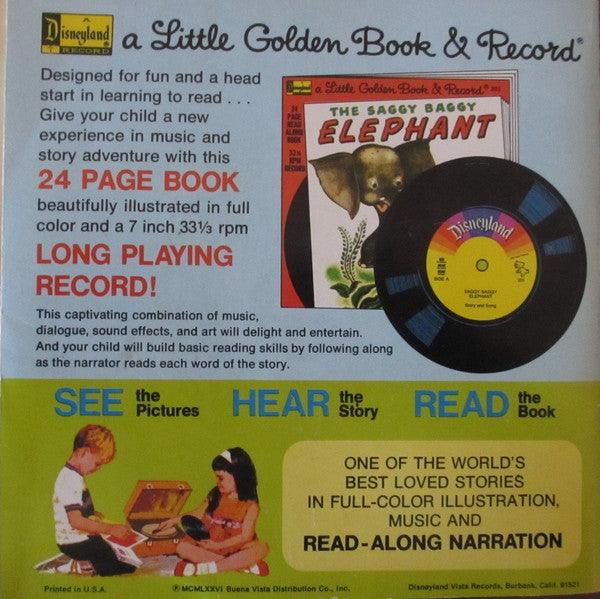 Disneyland
RECORD
a Little Golden Book & Record®
Designed for fun and a head
start in learning to read . . .
Give your child a new
experience in music and
story adventure with this
24 PAGE BOOK
beautifully illustrated in full
color and a 7 inch 33⅓ rpm
LONG PLAYING
RECORD!
This captivating combination of music,
dialogue, sound effects, and art will delight and entertain.
And your child will build basic reading skills by following along
as the narrator reads each word of the story.
a Little Golden Book & Record®
24
PAGE
READ
ALONG
BOOK
33⅓
RPM
RECORD
THE SAGGY BAGGY
ELEPHANT
Disneyland
SIDE A
SAGGY BAGGY
ELEPHANT
Story and Song
SEE the Pictures HEAR the Story READ the Book
ONE OF THE WORLD'S
BEST LOVED STORIES
IN FULL-COLOR ILLUSTRATION,
MUSIC AND
READ-ALONG NARRATION
Printed in U.S.A. ℗ MCMLXXVI Buena Vista Distribution Co., Inc. Disneyland Vista Records, Burbank, Calif. 91521